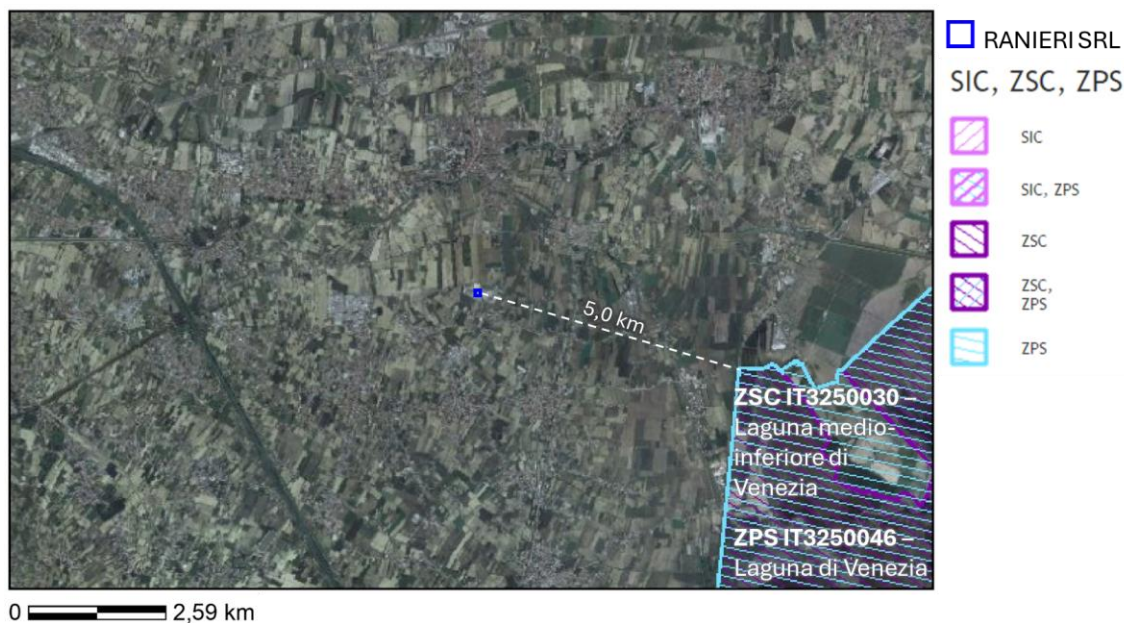 RANIERI SRL
SIC, ZSC, ZPS
SIC
SIC, ZPS
ZSC
ZSC,
ZPS
ZPS
5,0 km
ZSC IT3250030 –
Laguna medio-
inferiore di
Venezia
ZPS IT3250046 –
Laguna di Venezia
0 2,59 km